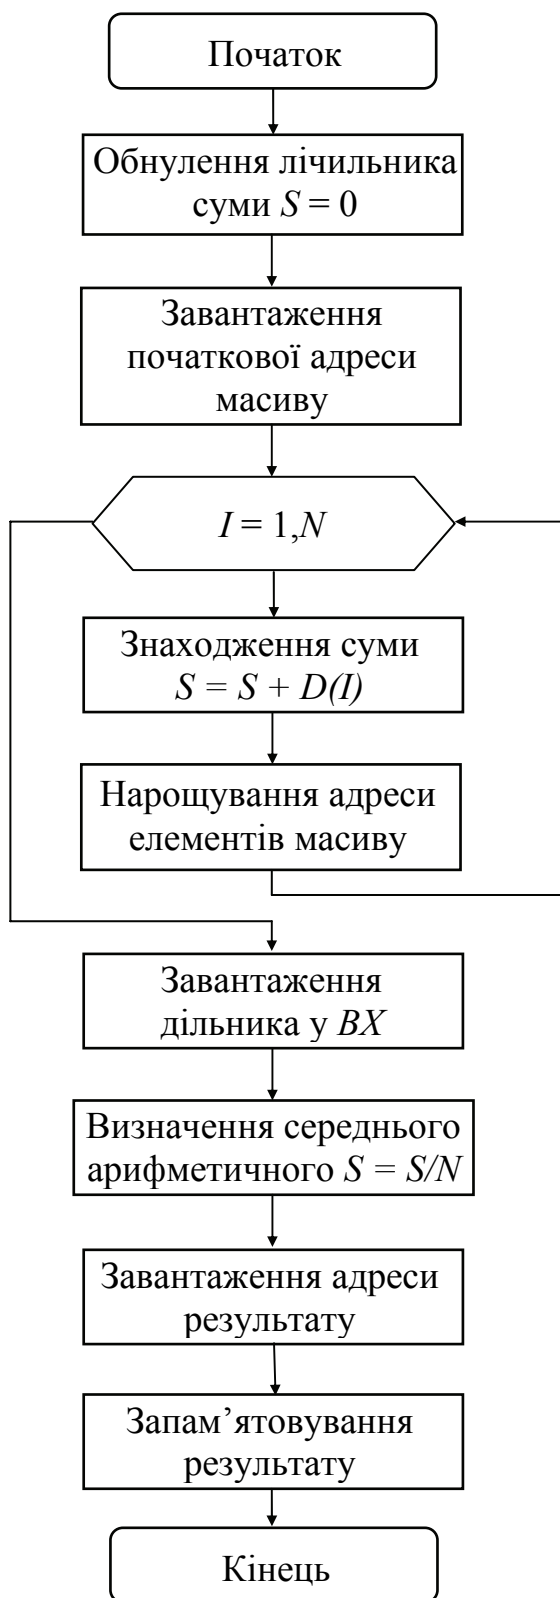 Початок
Обнулення лічильника
суми S = 0
Завантаження
початкової адреси
масиву
I = 1,N
Знаходження суми
S = S + D(I)
Нарощування адреси
елементів масиву
Завантаження
дільника у BX
Визначення середнього
арифметичного S = S/N
Завантаження адреси
результату
Запам’ятовування
результату
Кінець